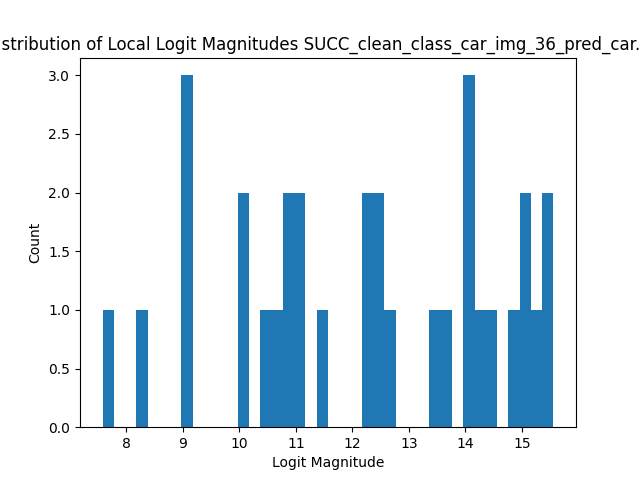 stribution of Local Logit Magnitudes SUCC_clean_class_car_img_36_pred_car.
3.0
2.5
2.0
1.5
1.0
0.5
0.0
Count
8 9 10 11 12 13 14 15
Logit Magnitude